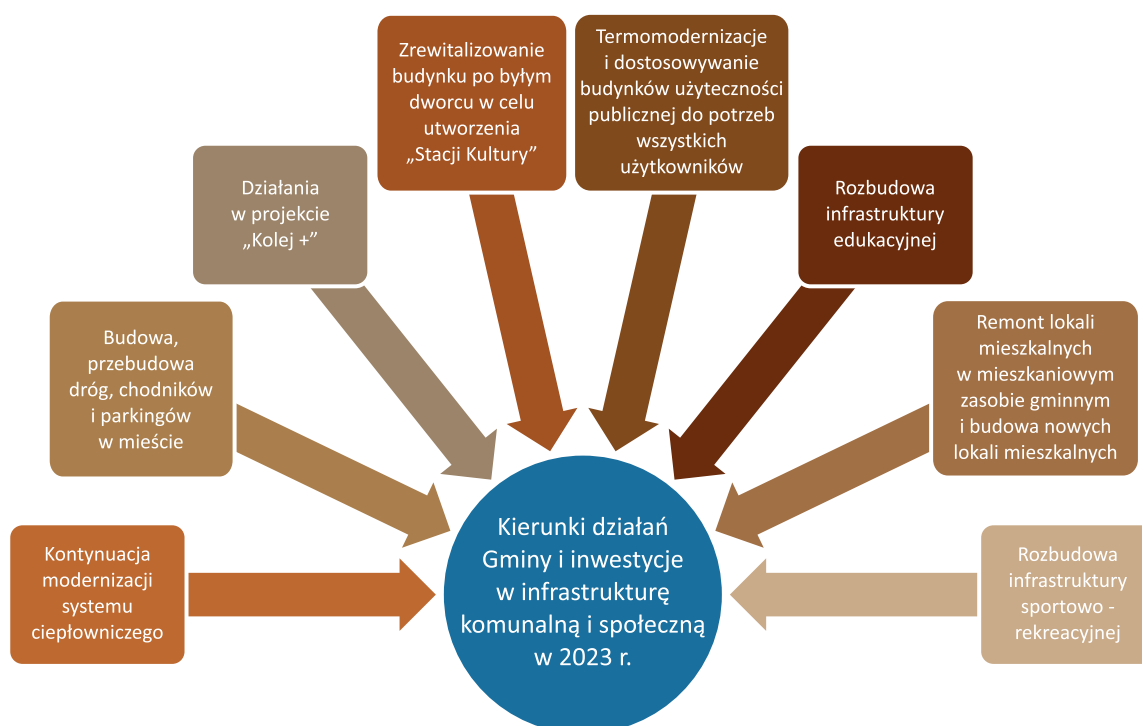 Zrewitalizowanie
budynku po byłym
dworcu w celu
utworzenia
„Stacji Kultury”
Termomodernizacje
i dostosowywanie
budynków użyteczności
publicznej do potrzeb
wszystkich
użytkowników
Działania
w projekcie
„Kolej +”
Rozbudowa
infrastruktury
edukacyjnej
Budowa,
przebudowa
dróg, chodników
i parkingów
w mieście
Remont lokali
mieszkalnych
w mieszkaniowym
zasobie gminnym
i budowa nowych
lokali mieszkalnych
Kontynuacja
modernizacji
systemu
ciepłowniczego
Kierunki działań
Gminy i inwestycje
w infrastrukturę
komunalną i społeczną
w 2023 r.
Rozbudowa
infrastruktury
sportowo -
rekreacyjnej